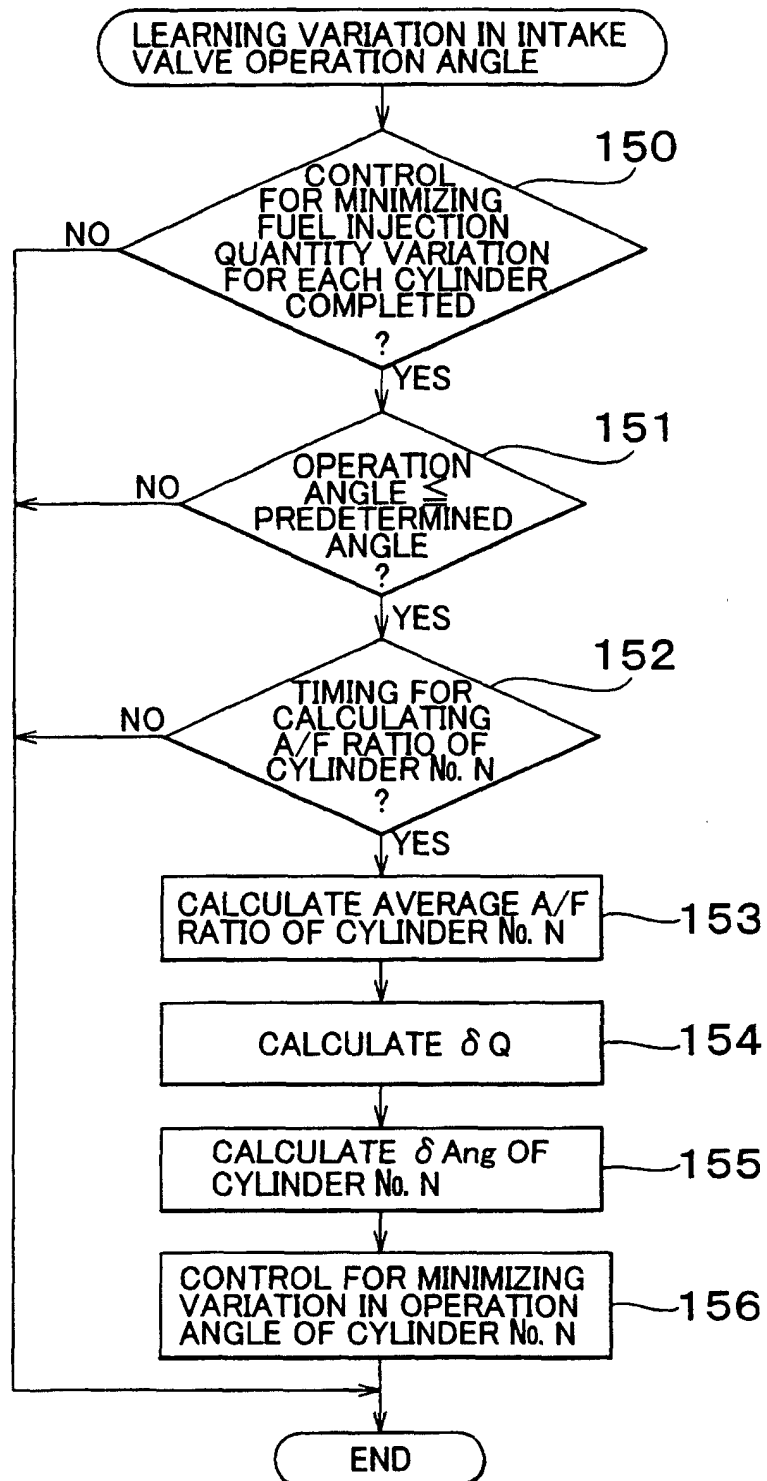 LEARNING VARIATION IN INTAKE
VALVE OPERATION ANGLE
150
CONTROL
FOR MINIMIZING
FUEL INJECTION
QUANTITY VARIATION
FOR EACH CYLINDER
COMPLETED
?
NO
YES
151
OPERATION
ANGLE ≦
PREDETERMINED
ANGLE
?
NO
YES
152
TIMING FOR
CALCULATING
A/F RATIO OF
CYLINDER No. N
?
NO
YES
CALCULATE AVERAGE A/F
RATIO OF CYLINDER No. N
153
CALCULATE δ Q
154
CALCULATE δ Ang OF
CYLINDER No. N
155
CONTROL FOR MINIMIZING
VARIATION IN OPERATION
ANGLE OF CYLINDER No. N
156
END